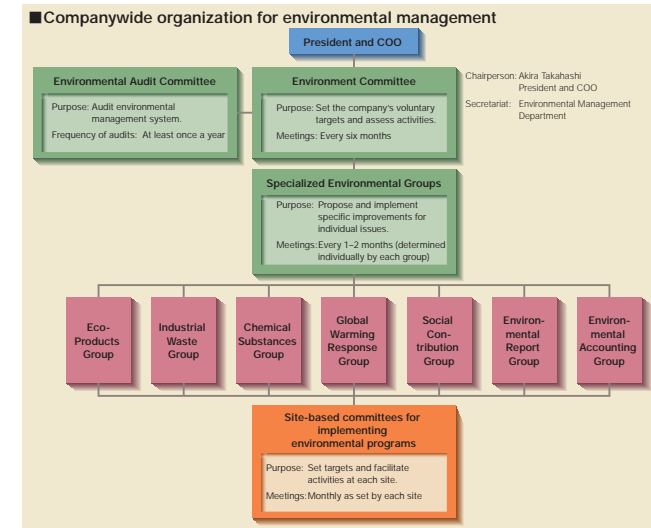 ■Companywide organization for environmental management
President and COO
Environmental Audit Committee
Purpose: Audit environmental
management system.
Frequency of audits: At least once a year
Environment Committee
Purpose: Set the company's voluntary
targets and assess activities.
Meetings: Every six months
Chairperson: Akira Takahashi
President and COO
Secretariat: Environmental Management
Department
Specialized Environmental Groups
Purpose: Propose and implement
specific improvements for
individual issues.
Meetings: Every 1–2 months (determined
individually by each group)
Eco-
Products
Group
Industrial
Waste
Group
Chemical
Substances
Group
Global
Warming
Response
Group
Social
Con-
tribution
Group
Environ-
mental
Report
Group
Environ-
mental
Accounting
Group
Site-based committees for
implementing
environmental programs
Purpose: Set targets and facilitate
activities at each site.
Meetings: Monthly as set by each site